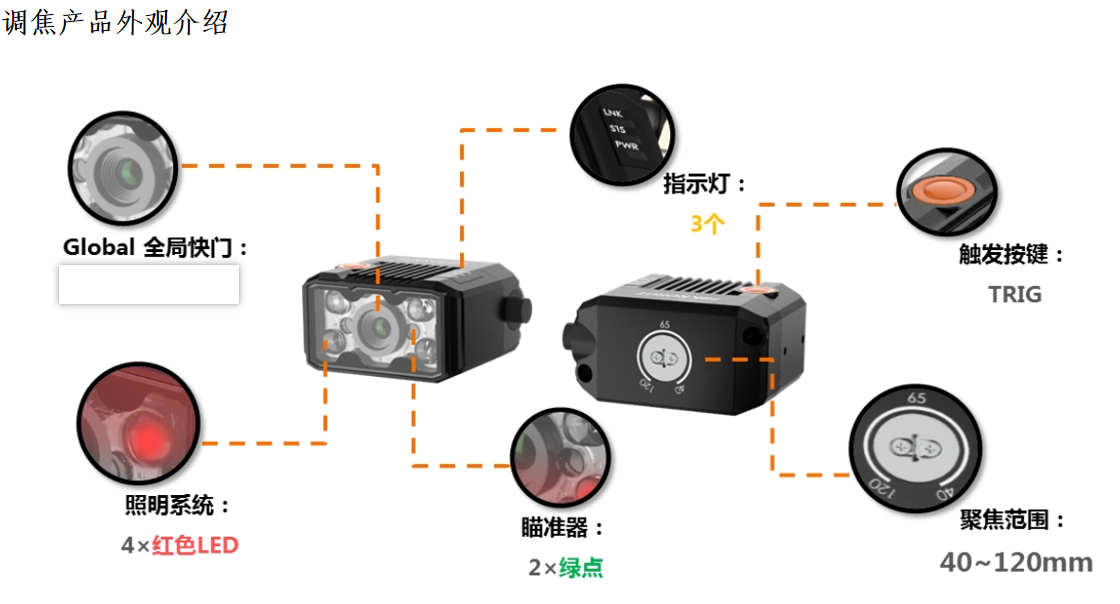 调焦产品外观介绍
LNK
STS
PWR
指示灯：
3个
Global 全局快门：
触发按键：
TRIG
65
120
40
65
120
40
照明系统：
4×红色LED
瞄准器：
2×绿点
聚焦范围：
40~120mm